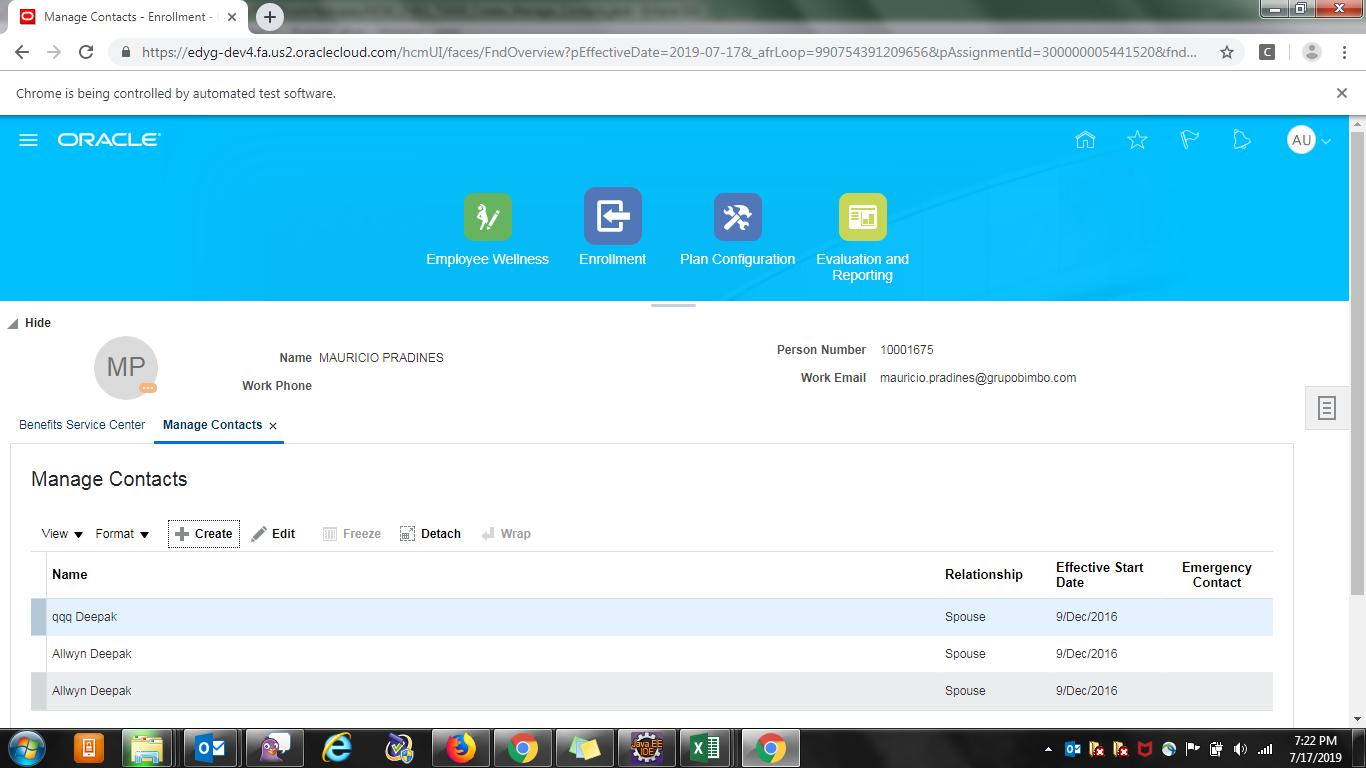 Manage Contacts - Enrollment -
https://edyg-dev4.fa.us2.oraclecloud.com/hcmUI/faces/FndOverview?pEffectiveDate=2019-07-17&_afrLoop=990754391209656&pAssignmentId=300000005441520&fnd...
C
Chrome is being controlled by automated test software.
ORACLE
AU
Employee Wellness
Enrollment
Plan Configuration
Evaluation and
Reporting
Hide
MP
Name MAURICIO PRADINES
Work Phone
Person Number 10001675
Work Email mauricio.pradines@grupobimbo.com
Benefits Service Center Manage Contacts
Manage Contacts
View Format Create Edit Freeze Detach Wrap
Name Relationship Effective Start Date Emergency Contact
qqq Deepak Spouse 9/Dec/2016
Allwyn Deepak Spouse 9/Dec/2016
Allwyn Deepak Spouse 9/Dec/2016
Java EE
IDE
7:22 PM
7/17/2019